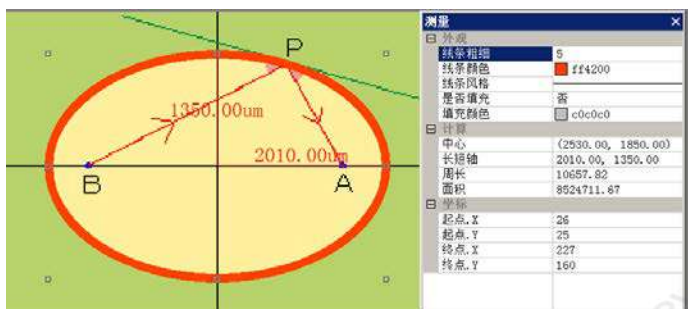 P
1350.00um
2010.00um
B
A
测量
外观
线条粗细 5
线条颜色 ff4200
线条风格
是否填充 否
填充颜色 c0c0c0
计算
中心 (2530.00, 1850.00)
长短轴 2010.00, 1350.00
周长 10657.82
面积 8524711.67
坐标
起点.X 26
起点.Y 25
终点.X 227
终点.Y 160